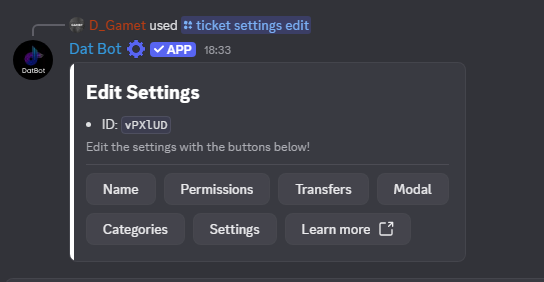 D_Gamet used ticket settings edit
Dat Bot APP 18:33
DatBot
Edit Settings
• ID: vPXlUD
Edit the settings with the buttons below!
Name Permissions Transfers Modal
Categories Settings Learn more